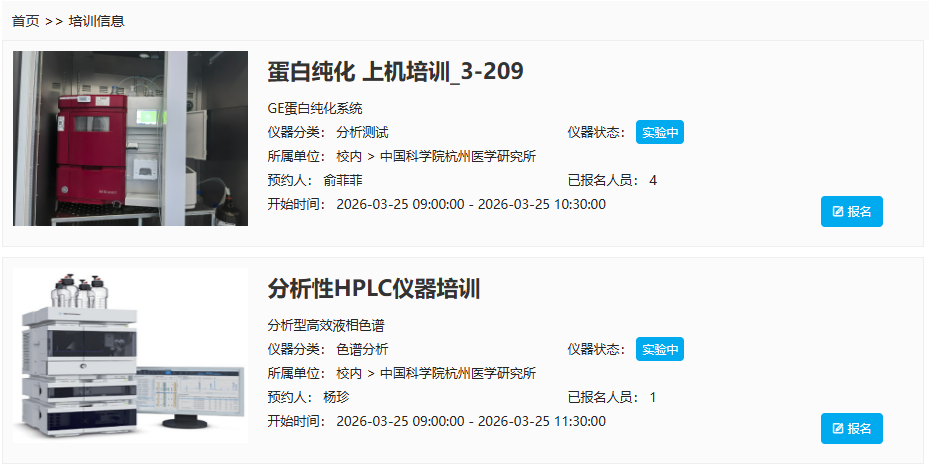 首页 >> 培训信息
蛋白纯化 上机培训_3-209
GE蛋白纯化系统
仪器分类： 分析测试 仪器状态： 实验中
所属单位： 校内 > 中国科学院杭州医学研究所
预约人： 俞菲菲 已报名人员： 4
开始时间： 2026-03-25 09:00:00 - 2026-03-25 10:30:00
报名
分析性HPLC仪器培训
分析型高效液相色谱
仪器分类： 色谱分析 仪器状态： 实验中
所属单位： 校内 > 中国科学院杭州医学研究所
预约人： 杨珍 已报名人员： 1
开始时间： 2026-03-25 09:00:00 - 2026-03-25 11:30:00
报名